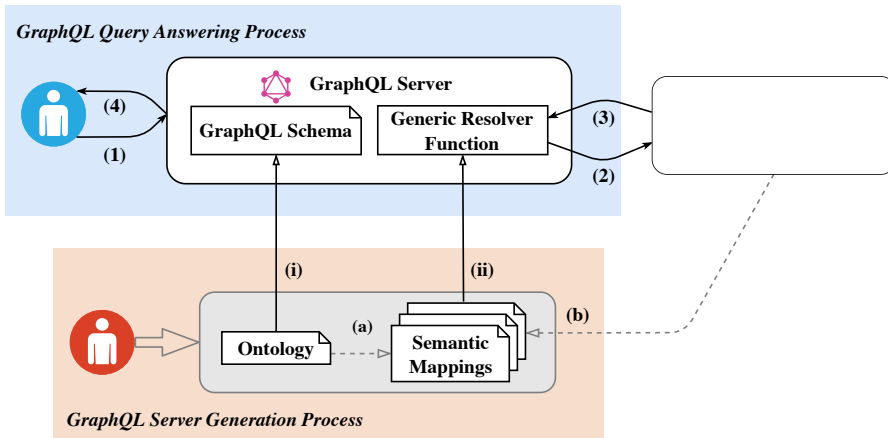 GraphQL Query Answering Process
GraphQL Server
(4)
GraphQL Schema
Generic Resolver
Function
(3)
(1)
(2)
(i)
(ii)
(a)
(b)
Ontology
Semantic
Mappings
GraphQL Server Generation Process